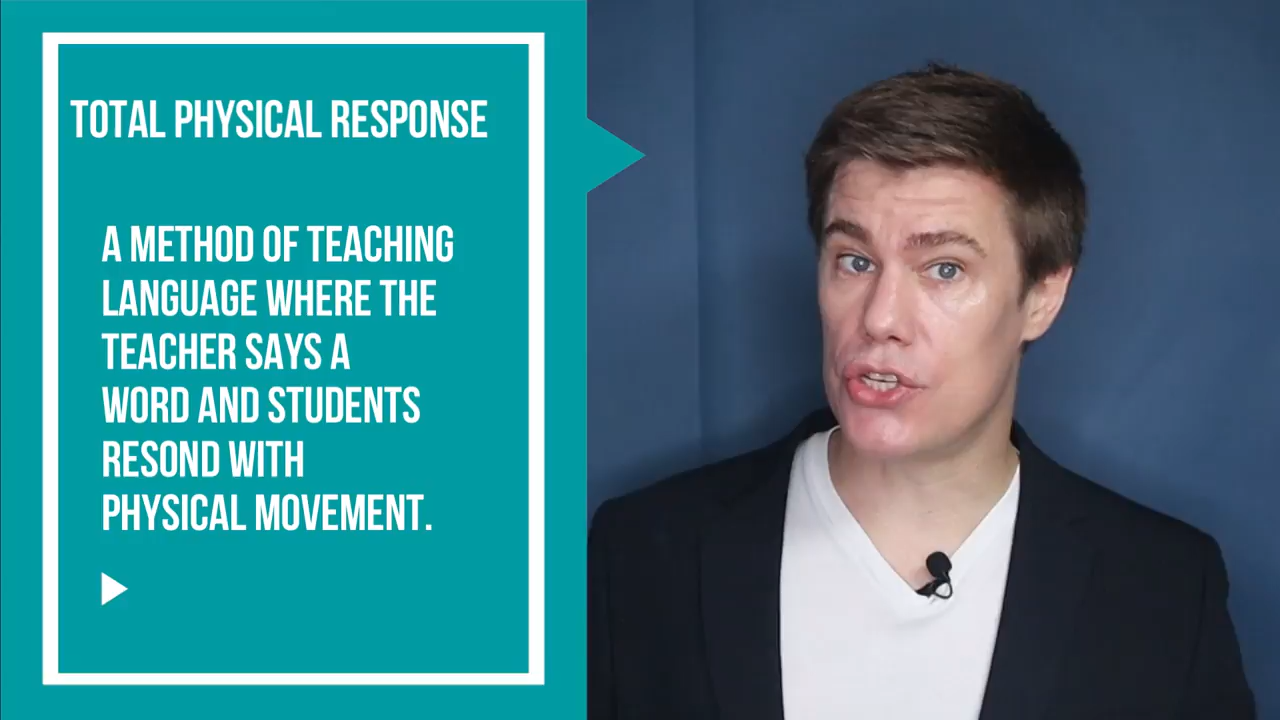 TOTAL PHYSICAL RESPONSE
A METHOD OF TEACHING
LANGUAGE WHERE THE
TEACHER SAYS A
WORD AND STUDENTS
RESOND WITH
PHYSICAL MOVEMENT.